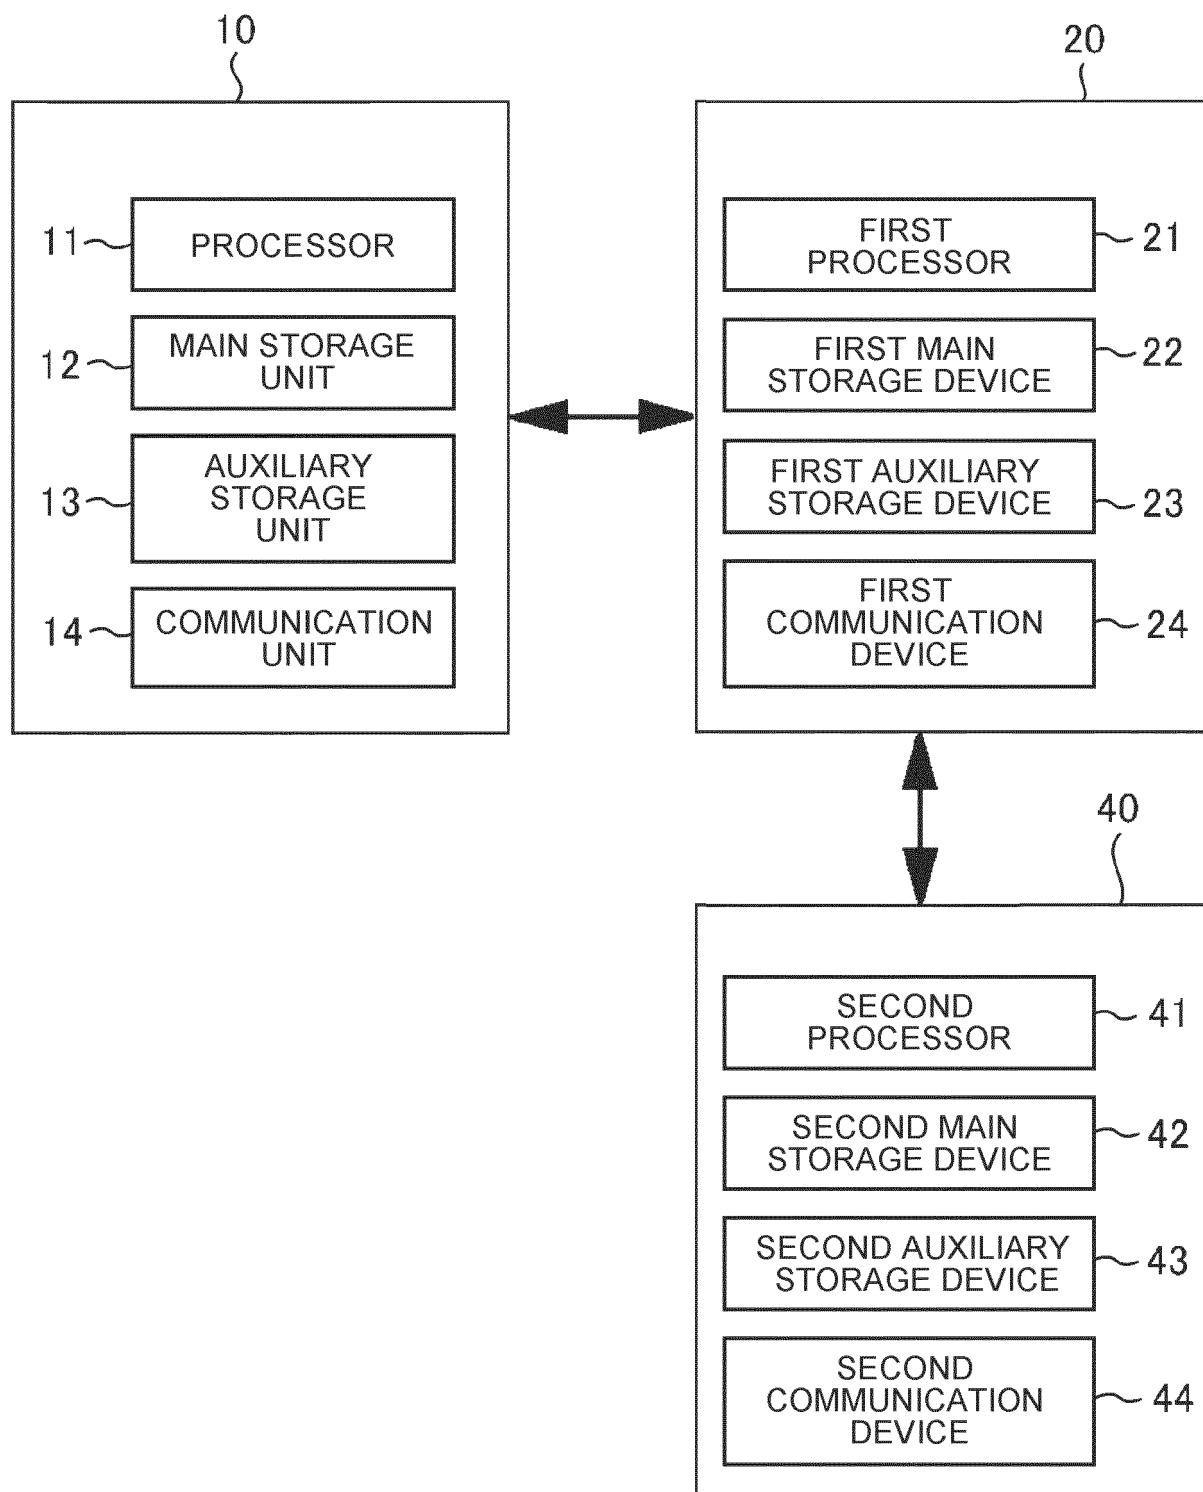 10
11
PROCESSOR
12
MAIN STORAGE
UNIT
13
AUXILIARY
STORAGE
UNIT
14
COMMUNICATION
UNIT
20
FIRST
PROCESSOR
21
FIRST MAIN
STORAGE DEVICE
22
FIRST AUXILIARY
STORAGE DEVICE
23
FIRST
COMMUNICATION
DEVICE
24
40
SECOND
PROCESSOR
41
SECOND MAIN
STORAGE DEVICE
42
SECOND AUXILIARY
STORAGE DEVICE
43
SECOND
COMMUNICATION
DEVICE
44